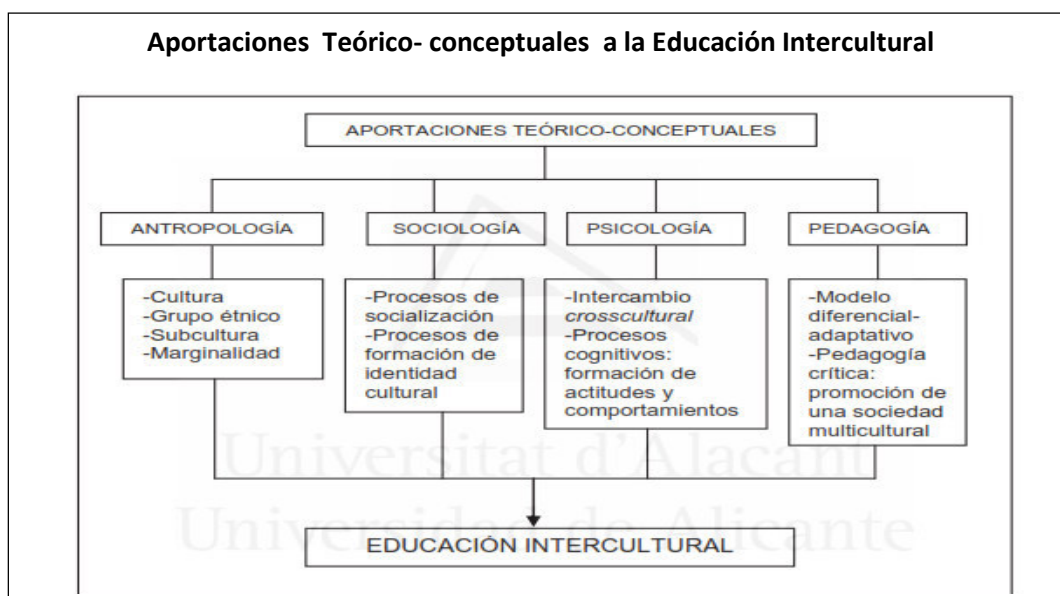 Aportaciones Teórico- conceptuales a la Educación Intercultural
APORTACIONES TEÓRICO-CONCEPTUALES
ANTROPOLOGÍA
SOCIOLOGÍA
PSICOLOGÍA
PEDAGOGÍA
-Cultura
-Grupo étnico
-Subcultura
-Marginalidad
-Procesos de
socialización
-Procesos de
formación de
identidad
cultural
-Intercambio
crosscultural
-Procesos
cognitivos:
formación de
actitudes y
comportamientos
-Modelo
diferencial-
adaptativo
-Pedagogía
crítica:
promoción de
una sociedad
multicultural
Universitat d'Alacant
Universidad de Alicante
EDUCACIÓN INTERCULTURAL